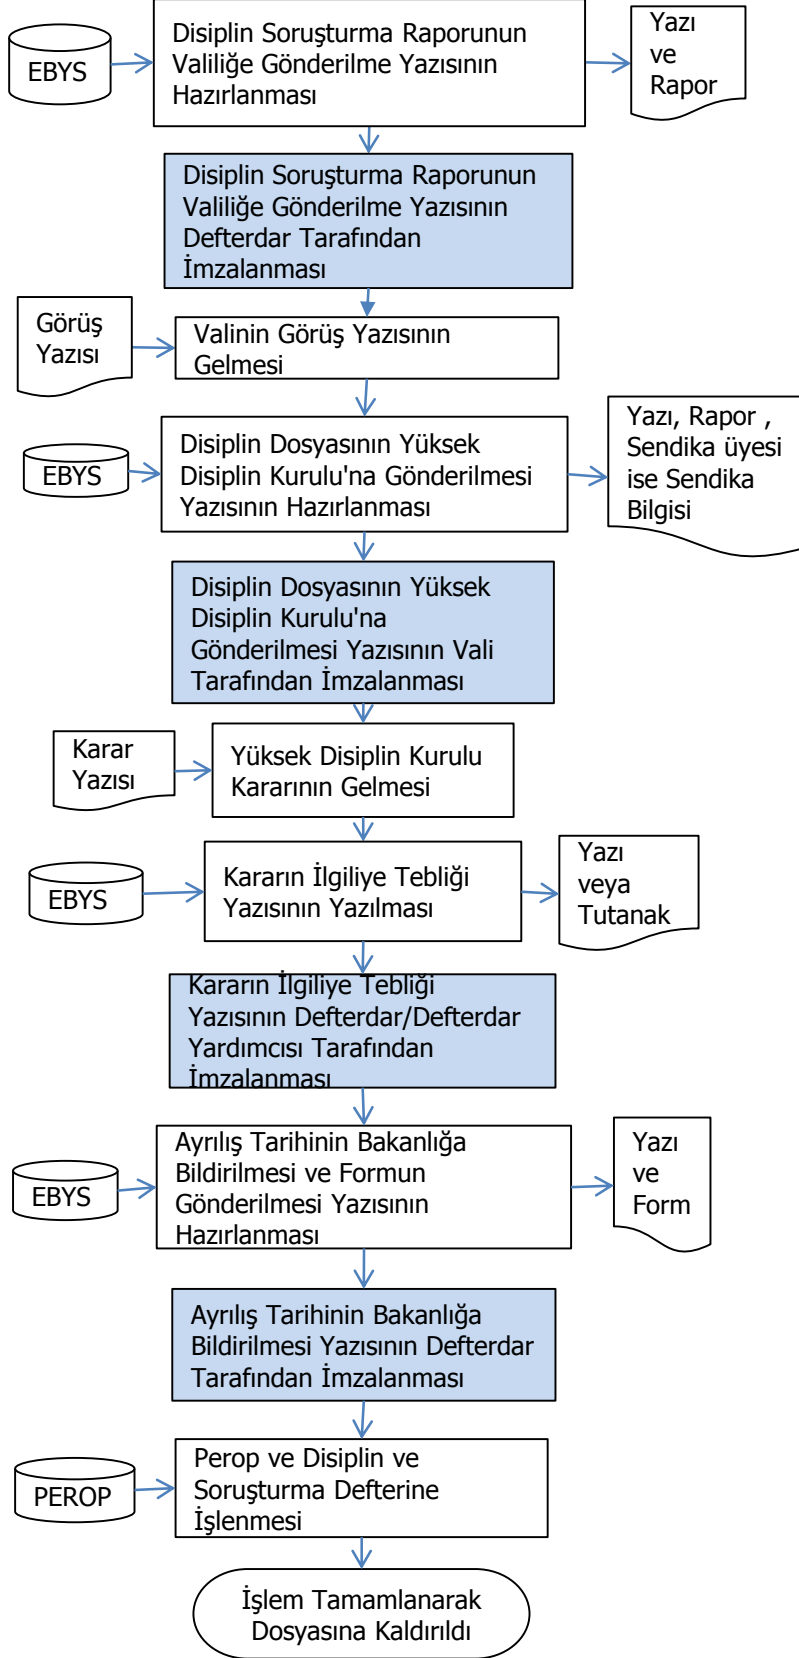 EBYS
Disiplin Soruşturma Raporunun
Valiliğe Gönderilme Yazısının
Hazırlanması
Yazı
ve
Rapor
Disiplin Soruşturma Raporunun
Valiliğe Gönderilme Yazısının
Defterdar Tarafından
İmzalanması
Görüş
Yazısı
Valinin Görüş Yazısının
Gelmesi
EBYS
Disiplin Dosyasının Yüksek
Disiplin Kurulu'na Gönderilmesi
Yazısının Hazırlanması
Yazı, Rapor ,
Sendika üyesi
ise Sendika
Bilgisi
Disiplin Dosyasının Yüksek
Disiplin Kurulu'na
Gönderilmesi Yazısının Vali
Tarafından İmzalanması
Karar
Yazısı
Yüksek Disiplin Kurulu
Kararının Gelmesi
EBYS
Kararın İlgiliye Tebliği
Yazısının Yazılması
Yazı
veya
Tutanak
Kararın İlgiliye Tebliği
Yazısının Defterdar/Defterdar
Yardımcısı Tarafından
İmzalanması
EBYS
Ayrılış Tarihinin Bakanlığa
Bildirilmesi ve Formun
Gönderilmesi Yazısının
Hazırlanması
Yazı
ve
Form
Ayrılış Tarihinin Bakanlığa
Bildirilmesi Yazısının Defterdar
Tarafından İmzalanması
PEROP
Perop ve Disiplin ve
Soruşturma Defterine
İşlenmesi
İşlem Tamamlanarak
Dosyasına Kaldırıldı